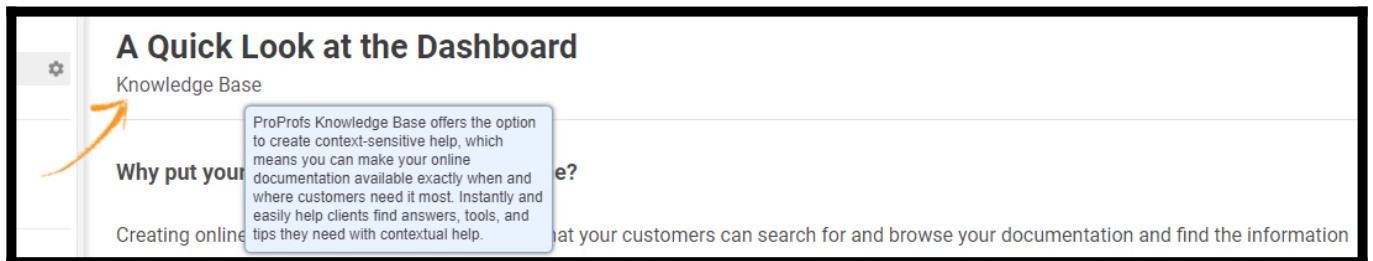 A Quick Look at the Dashboard
Knowledge Base
ProProfs Knowledge Base offers the option
to create context-sensitive help, which
means you can make your online
documentation available exactly when and
where customers need it most. Instantly and
easily help clients find answers, tools, and
tips they need with contextual help.
Why put your e?
Creating online at your customers can search for and browse your documentation and find the information